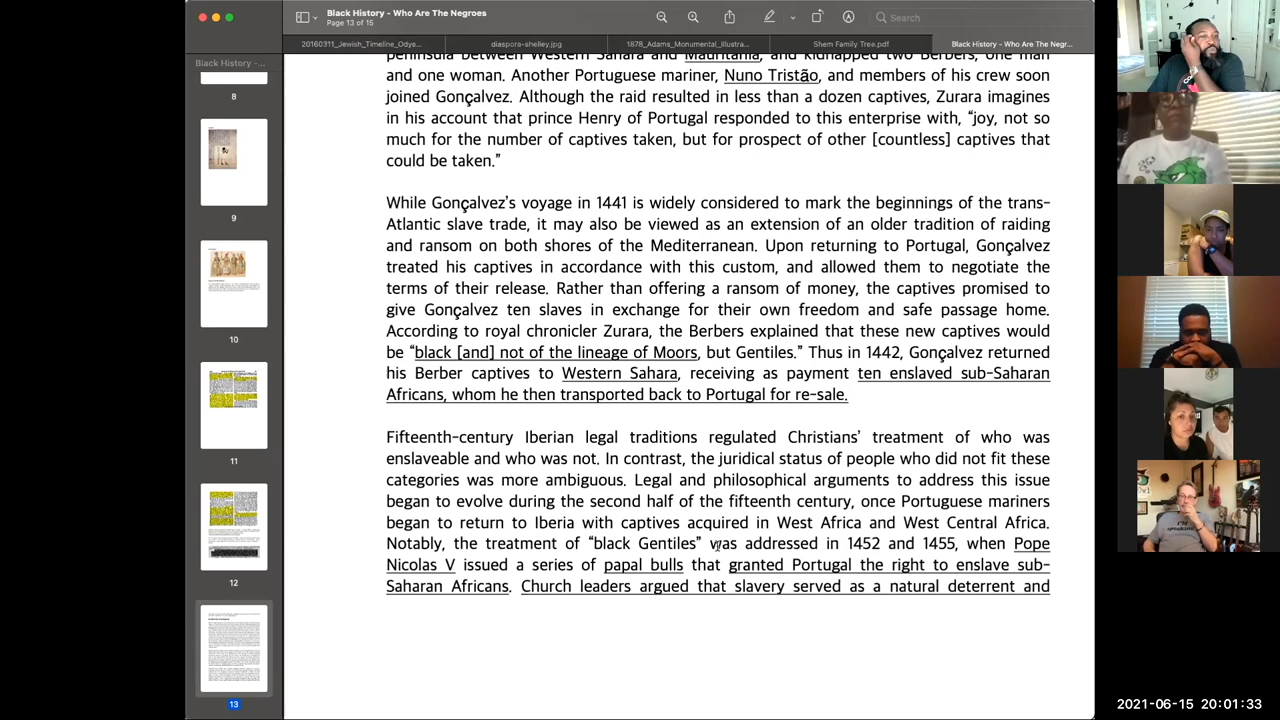 Black History - Who Are The Negroes
Page 13 of 15
Search
20160311_Jewish_Timeline_Odye...
diaspora-shelley.jpg
1878_Adams_Monumental_Illustra...
Shem Family Tree.pdf
Black History - Who Are The Negr...
Black History -...
8
9
10
11
12
13
peninsula between Western Sahara and Mauritania, and kidnapped two Berbers, one man
and one woman. Another Portuguese mariner, Nuno Tristão, and members of his crew soon
joined Gonçalvez. Although the raid resulted in less than a dozen captives, Zurara imagines
in his account that prince Henry of Portugal responded to this enterprise with, “joy, not so
much for the number of captives taken, but for prospect of other [countless] captives that
could be taken.”
While Gonçalvez’s voyage in 1441 is widely considered to mark the beginnings of the trans-
Atlantic slave trade, it may also be viewed as an extension of an older tradition of raiding
and ransom on both shores of the Mediterranean. Upon returning to Portugal, Gonçalvez
treated his captives in accordance with this custom, and allowed them to negotiate the
terms of their release. Rather than offering a ransom of money, the captives promised to
give Gonçalvez ten slaves in exchange for their own freedom and safe passage home.
According to royal chronicler Zurara, the Berbers explained that these new captives would
be “black [and] not of the lineage of Moors, but Gentiles.” Thus in 1442, Gonçalvez returned
his Berber captives to Western Sahara, receiving as payment ten enslaved sub-Saharan
Africans, whom he then transported back to Portugal for re-sale.
Fifteenth-century Iberian legal traditions regulated Christians’ treatment of who was
enslaveable and who was not. In contrast, the juridical status of people who did not fit these
categories was more ambiguous. Legal and philosophical arguments to address this issue
began to evolve during the second half of the fifteenth century, once Portuguese mariners
began to return to Iberia with captives acquired in West Africa and West Central Africa.
Notably, the treatment of “black Gentiles” was addressed in 1452 and 1455, when Pope
Nicolas V issued a series of papal bulls that granted Portugal the right to enslave sub-
Saharan Africans. Church leaders argued that slavery served as a natural deterrent and
I'M
speaking
2021-06-15 20:01:33